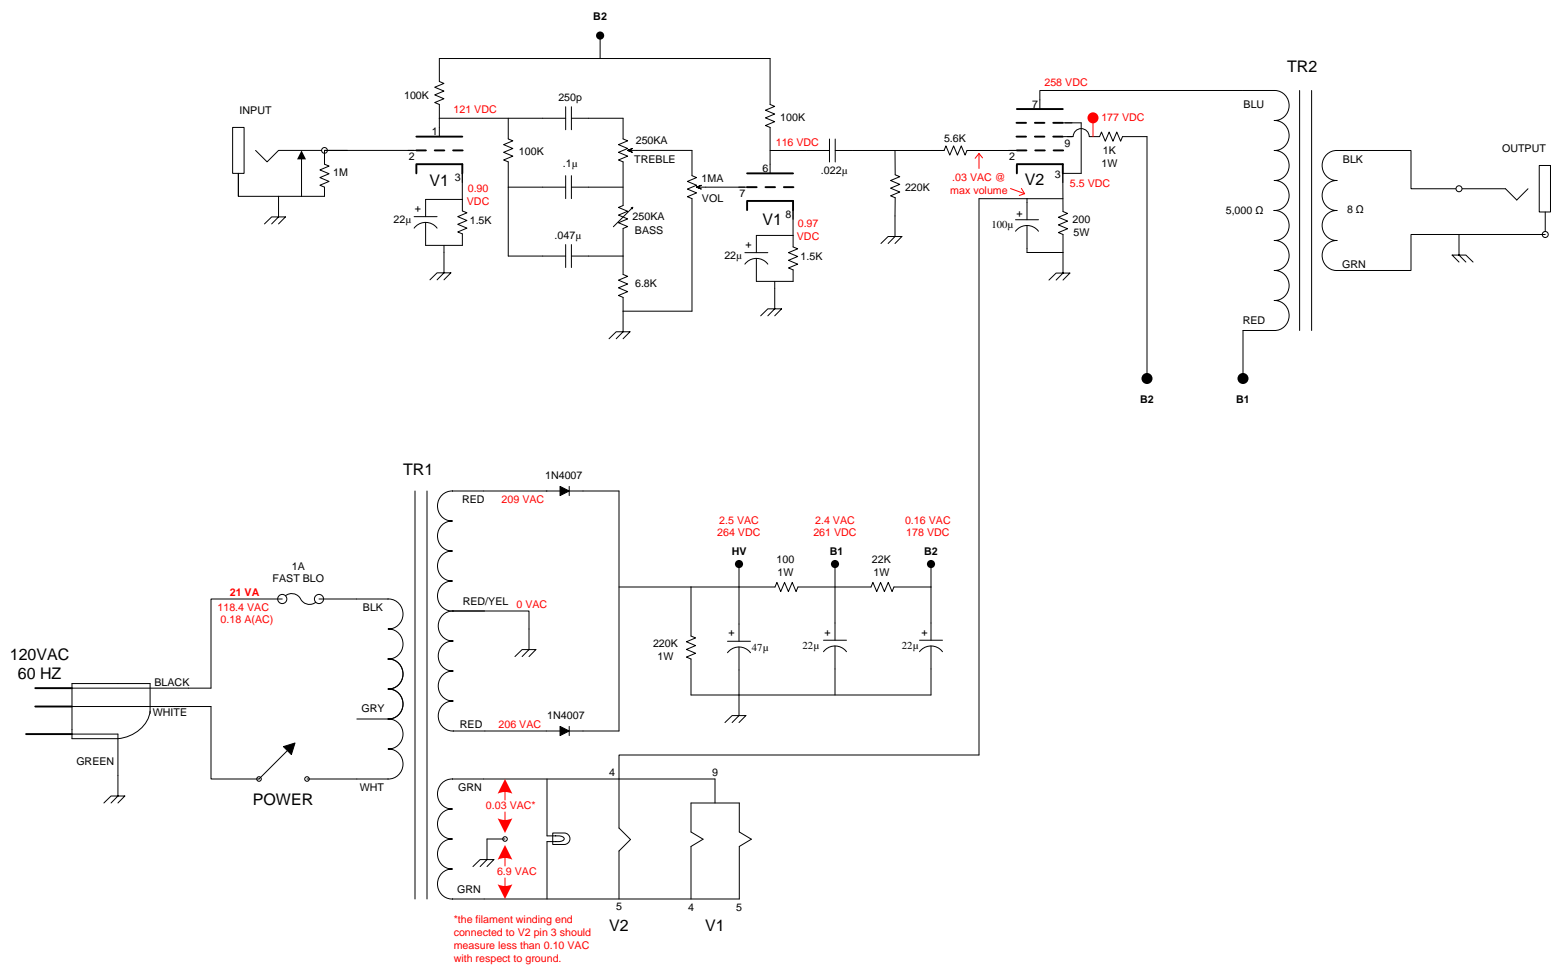 B2
TR2
258 VDC
7
BLU
100K
250p
INPUT
121 VDC
100K
177 VDC
1
116 VDC
5.6K
9
1K
1W
250KA
TREBLE
100K
2
2
BLK
OUTPUT
.1µ
.022µ
6
1M
V1
3
1MA
VOL
7
V2
3
.03 VAC @
max volume
5.5 VDC
0.90
VDC
220K
5,000 Ω
8 Ω
22µ
1.5K
250KA
BASS
V1
8
0.97
VDC
100µ
200
5W
.047µ
22µ
1.5K
GRN
6.8K
RED
B2
B1
TR1
1N4007
RED
209 VAC
2.5 VAC
264 VDC
HV
2.4 VAC
261 VDC
B1
0.16 VAC
178 VDC
B2
1A
FAST BLO
100
1W
22K
1W
21 VA
118.4 VAC
0.18 A(AC)
BLK
RED/YEL
0 VAC
+
220K
1W
47µ
+
22µ
+
22µ
120VAC
60 HZ
BLACK
WHITE
GRY
RED
206 VAC
1N4007
GREEN
WHT
POWER
GRN
4
9
0.03 VAC*
6.9 VAC
GRN
5
4
5
V2
V1
*the filament winding end
connected to V2 pin 3 should
measure less than 0.10 VAC
with respect to ground.